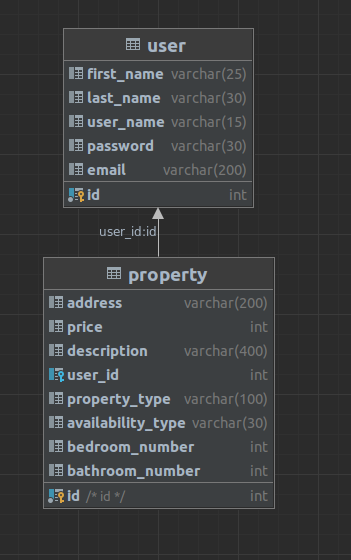 user
first_name varchar(25)
last_name varchar(30)
user_name varchar(15)
password varchar(30)
email varchar(200)
id int
user_id:id
property
address varchar(200)
price int
description varchar(400)
user_id int
property_type varchar(100)
availability_type varchar(30)
bedroom_number int
bathroom_number int
id /* id */ int